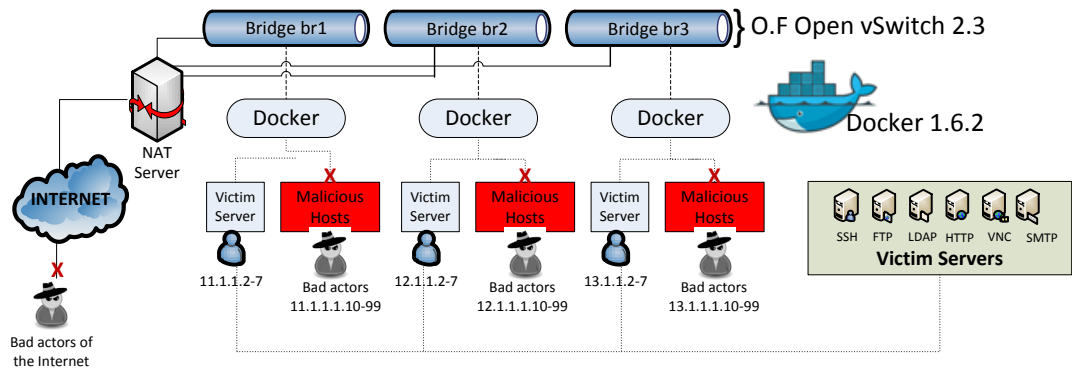 Bridge br1
Bridge br2
Bridge br3
O.F Open vSwitch 2.3
Docker 1.6.2
Docker
Docker
Docker
NAT
Server
INTERNET
X
Bad actors of
the Internet
X
X
X
Victim
Server
Malicious
Hosts
Victim
Server
Malicious
Hosts
Victim
Server
Malicious
Hosts
11.1.1.2-7
Bad actors
11.1.1.1.10-99
12.1.1.2-7
Bad actors
12.1.1.1.10-99
13.1.1.2-7
Bad actors
13.1.1.1.10-99
SSH
FTP
LDAP
HTTP
VNC
SMTP
Victim Servers